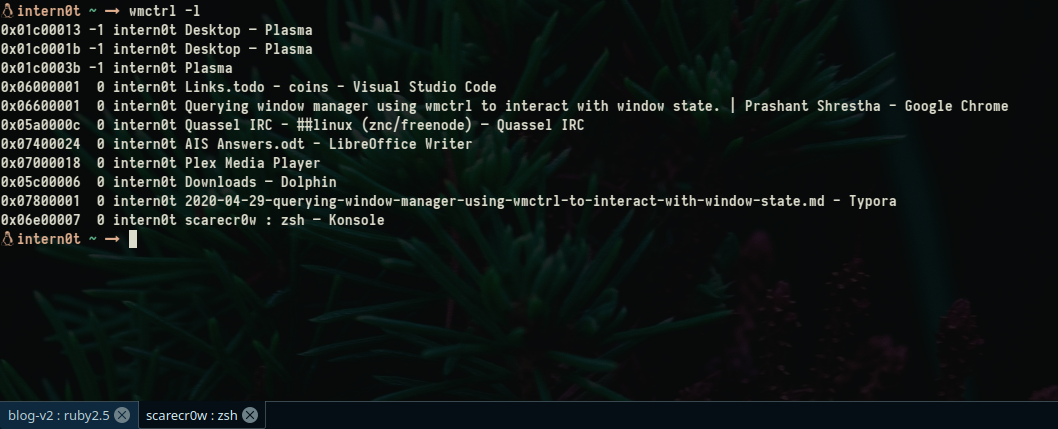 intern0t ~ → wmctrl -l
0x01c00013 -1 intern0t Desktop — Plasma
0x01c0001b -1 intern0t Desktop — Plasma
0x01c0003b -1 intern0t Plasma
0x06000001  0 intern0t Links.todo - coins - Visual Studio Code
0x06600001  0 intern0t Querying window manager using wmctrl to interact with window state. | Prashant Shrestha - Google Chrome
0x05a0000c  0 intern0t Quassel IRC - ##linux (znc/freenode) — Quassel IRC
0x07400024  0 intern0t AIS Answers.odt - LibreOffice Writer
0x07000018  0 intern0t Plex Media Player
0x05c00006  0 intern0t Downloads — Dolphin
0x07800001  0 intern0t 2020-04-29-querying-window-manager-using-wmctrl-to-interact-with-window-state.md - Typora
0x06e00007  0 intern0t scarecr0w : zsh — Konsole
intern0t ~ →
blog-v2 : ruby2.5 scarecr0w : zsh